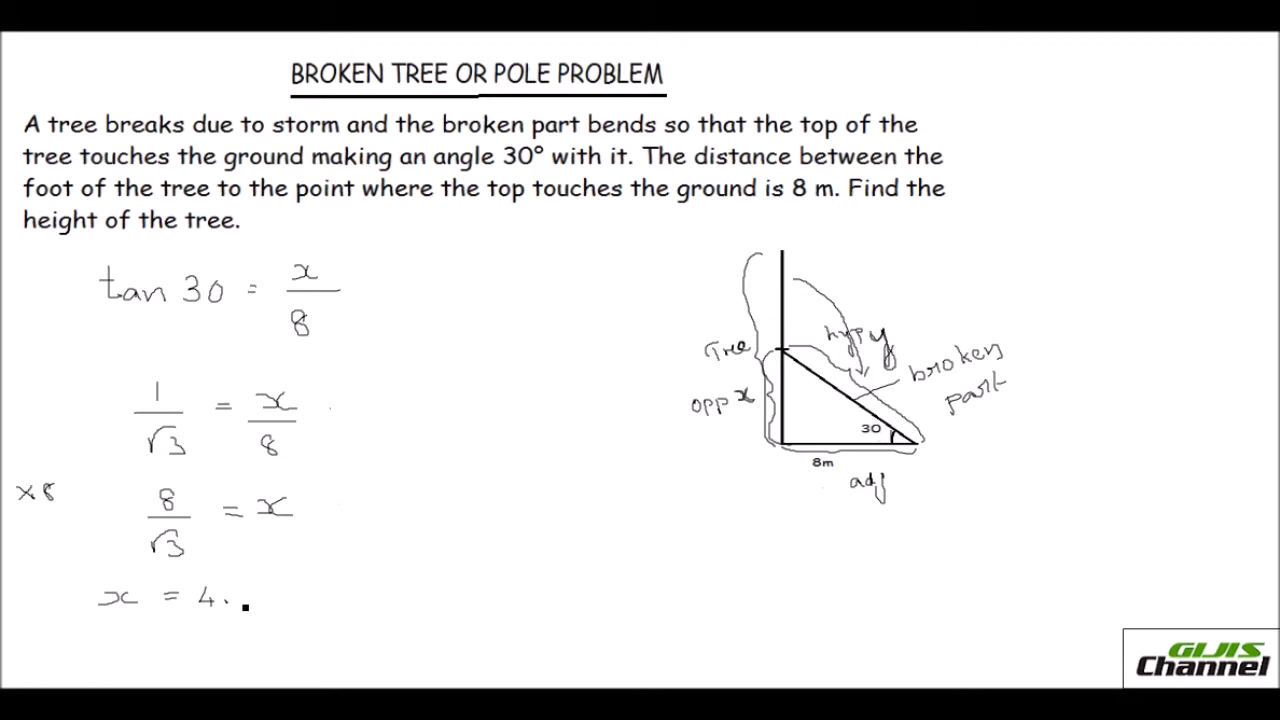 BROKEN TREE OR POLE PROBLEM
A tree breaks due to storm and the broken part bends so that the top of the
tree touches the ground making an angle 30° with it. The distance between the
foot of the tree to the point where the top touches the ground is 8 m. Find the
height of the tree.
tan 30 = x/8
1/√3 = x/8
×8 8/√3 = x
x = 4.
Tree
hyp y
broken
part
opp x
30
8m
adj
GIJIS
Channel